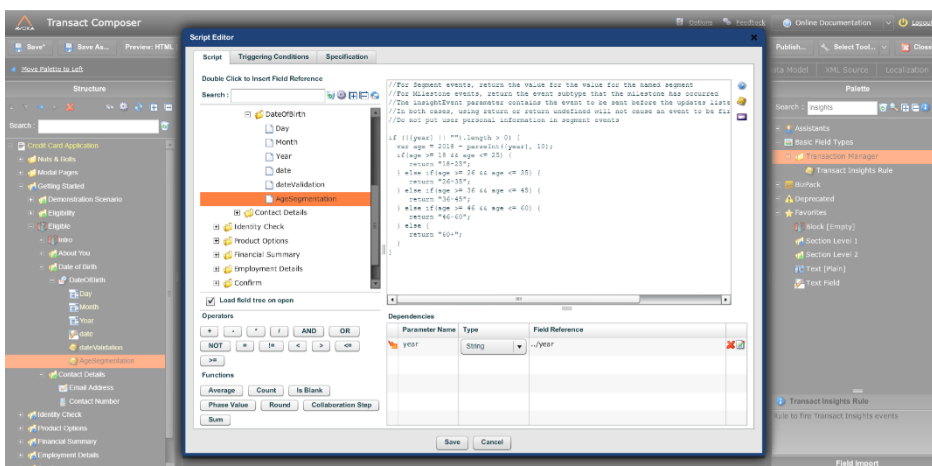 AVOKA
Transact Composer
Options
Feedback
Online Documentation
Logout
Save*
Save As...
Preview: HTML
Publish...
Select Tool...
Close
Move Palette to Left
Structure
Search :
Credit Card Application
Nuts & Bolts
Modal Pages
Getting Started
Demonstration Scenario
Eligibility
Eligible
Intro
About You
Date of Birth
DateOfBirth
Day
Month
Year
date
dateValidation
AgeSegmentation
Contact Details
Email Address
Contact Number
Identity Check
Product Options
Financial Summary
Employment Details
Script Editor
Script
Triggering Conditions
Specification
Double Click to Insert Field Reference
Search :
DateOfBirth
Day
Month
Year
date
dateValidation
AgeSegmentation
Contact Details
Identity Check
Product Options
Financial Summary
Employment Details
Confirm
Load field tree on open
Operators
+ - * / AND OR
NOT = != < > <=
>=
Functions
Average Count Is Blank
Phase Value Round Collaboration Step
Sum
//For Segment events, return the value for the value for the named segment
//For Milestone events, return the event subtype that the milestone has occurred
//The insightEvent parameter contains the event to be sent before the updates liste
//In both cases, using return or return undefined will not cause an event to be fir
//Do not put user personal information in segment events
if (((year) || "").length > 0) {
var age = 2018 - parseInt((year), 10);
if(age >= 18 && age <= 25) {
return "18-25";
} else if(age >= 26 && age <= 35) {
return "26-35";
} else if(age >= 36 && age <= 45) {
return "36-45";
} else if(age >= 46 && age <= 60) {
return "46-60";
} else {
return "60+";
}
}
Dependencies
Parameter Name Type Field Reference
year String ../year
Save Cancel
ata Model
XML Source
Localization
Palette
Search : insights
Assistants
Basic Field Types
Transaction Manager
Transact Insights Rule
BizPack
Deprecated
Favorites
Block [Empty]
Section Level 1
Section Level 2
Text [Plain]
Text Field
Transact Insights Rule
Rule to fire Transact Insights events
Field Import